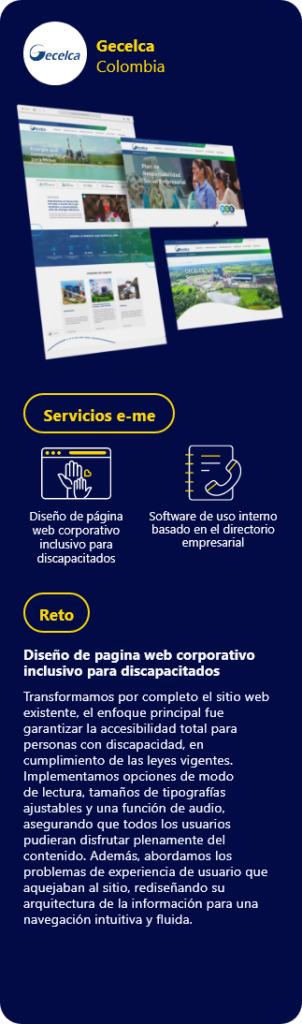 Gecelca
Gecelca
Colombia
Plan de
Responsabilidad
Social Empresarial
Servicios e-me
Diseño de página
web corporativo
inclusivo para
discapacitados
Software de uso interno
basado en el directorio
empresarial
Reto
Diseño de pagina web corporativo
inclusivo para discapacitados
Transformamos por completo el sitio web
existente, el enfoque principal fue
garantizar la accesibilidad total para
personas con discapacidad, en
cumplimiento de las leyes vigentes.
Implementamos opciones de modo
de lectura, tamaños de tipografías
ajustables y una función de audio,
asegurando que todos los usuarios
pudieran disfrutar plenamente del
contenido. Además, abordamos los
problemas de experiencia de usuario que
aquejaban al sitio, rediseñando su
arquitectura de la información para una
navegación intuitiva y fluida.